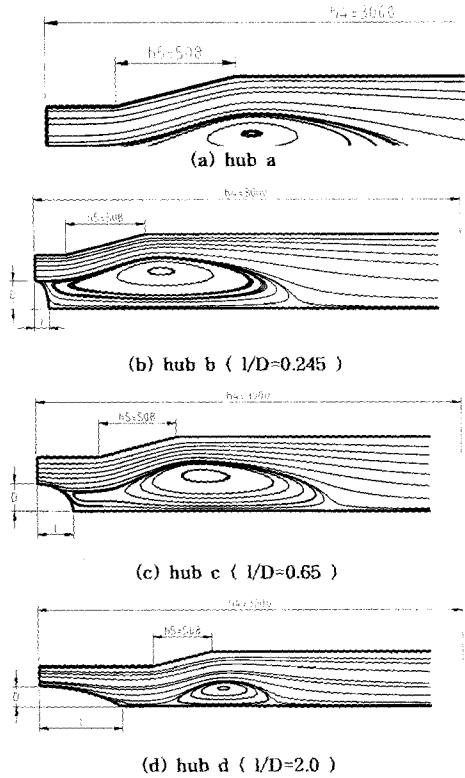 h5=508
(a) hub a
h4=3000
h5=508
D
l
(b) hub b ( l/D=0.245 )
h5=508
D
l
(c) hub c ( l/D=0.65 )
h5=508
D
l
(d) hub d ( l/D=2.0 )